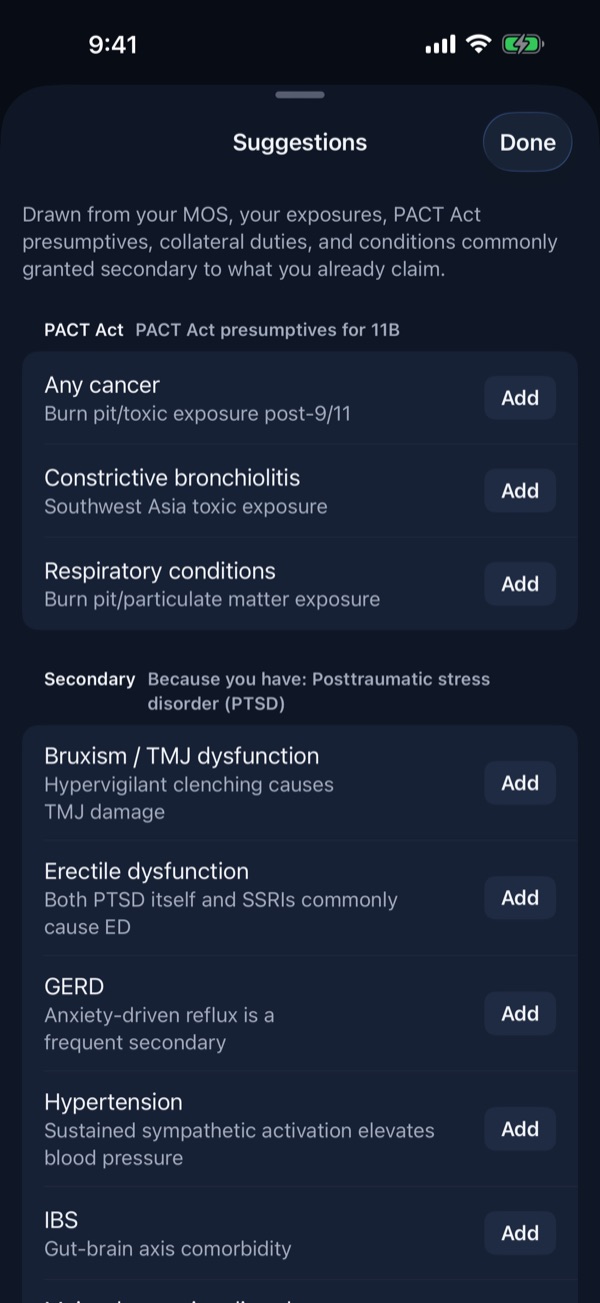 9:41
Suggestions
Done
Drawn from your MOS, your exposures, PACT Act
presumptives, collateral duties, and conditions commonly
granted secondary to what you already claim.
PACT Act PACT Act presumptives for 11B
Any cancer
Burn pit/toxic exposure post-9/11
Add
Constrictive bronchiolitis
Southwest Asia toxic exposure
Add
Respiratory conditions
Burn pit/particulate matter exposure
Add
Secondary Because you have: Posttraumatic stress
disorder (PTSD)
Bruxism / TMJ dysfunction
Hypervigilant clenching causes
TMJ damage
Add
Erectile dysfunction
Both PTSD itself and SSRIs commonly
cause ED
Add
GERD
Anxiety-driven reflux is a
frequent secondary
Add
Hypertension
Sustained sympathetic activation elevates
blood pressure
Add
IBS
Gut-brain axis comorbidity
Add